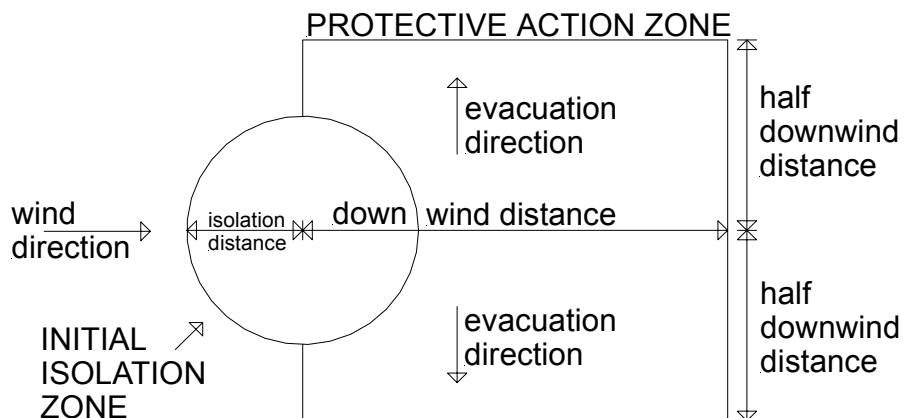 PROTECTIVE ACTION ZONE
evacuation
direction
half
downwind
distance
wind
direction
isolation
distance
down wind distance
evacuation
direction
half
downwind
distance
INITIAL
ISOLATION
ZONE